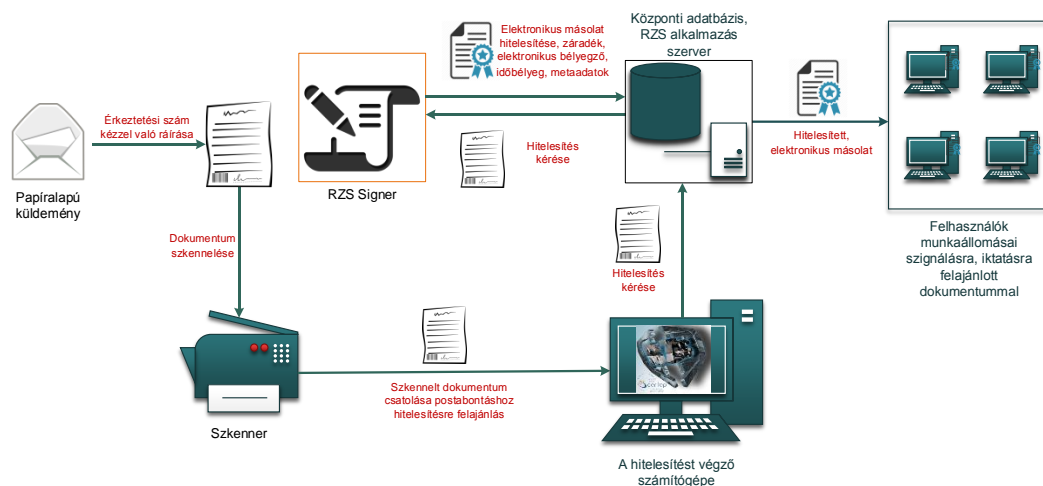 Elektronikus másolat
hitelesítése, záradék,
elektronikus bélyegző,
időbélyeg, metaadatok
Központi adatbázis,
RZS alkalmazás
szerver
Érkeztetési szám
kézzel való ráírása
Hitelesítés
kérése
Hitelesített,
elektronikus másolat
Papíralapú
küldemény
RZS Signer
Dokumentum
szkennelése
Hitelesítés
kérése
Felhasználók
munkaállomásai
szignálásra, iktatásra
felajánlott
dokumentummal
Szkennelt dokumentum
csatolása postabontáshoz
hitelesítésre felajánlás
Szkenner
A hitelesítést végző
számítógépe